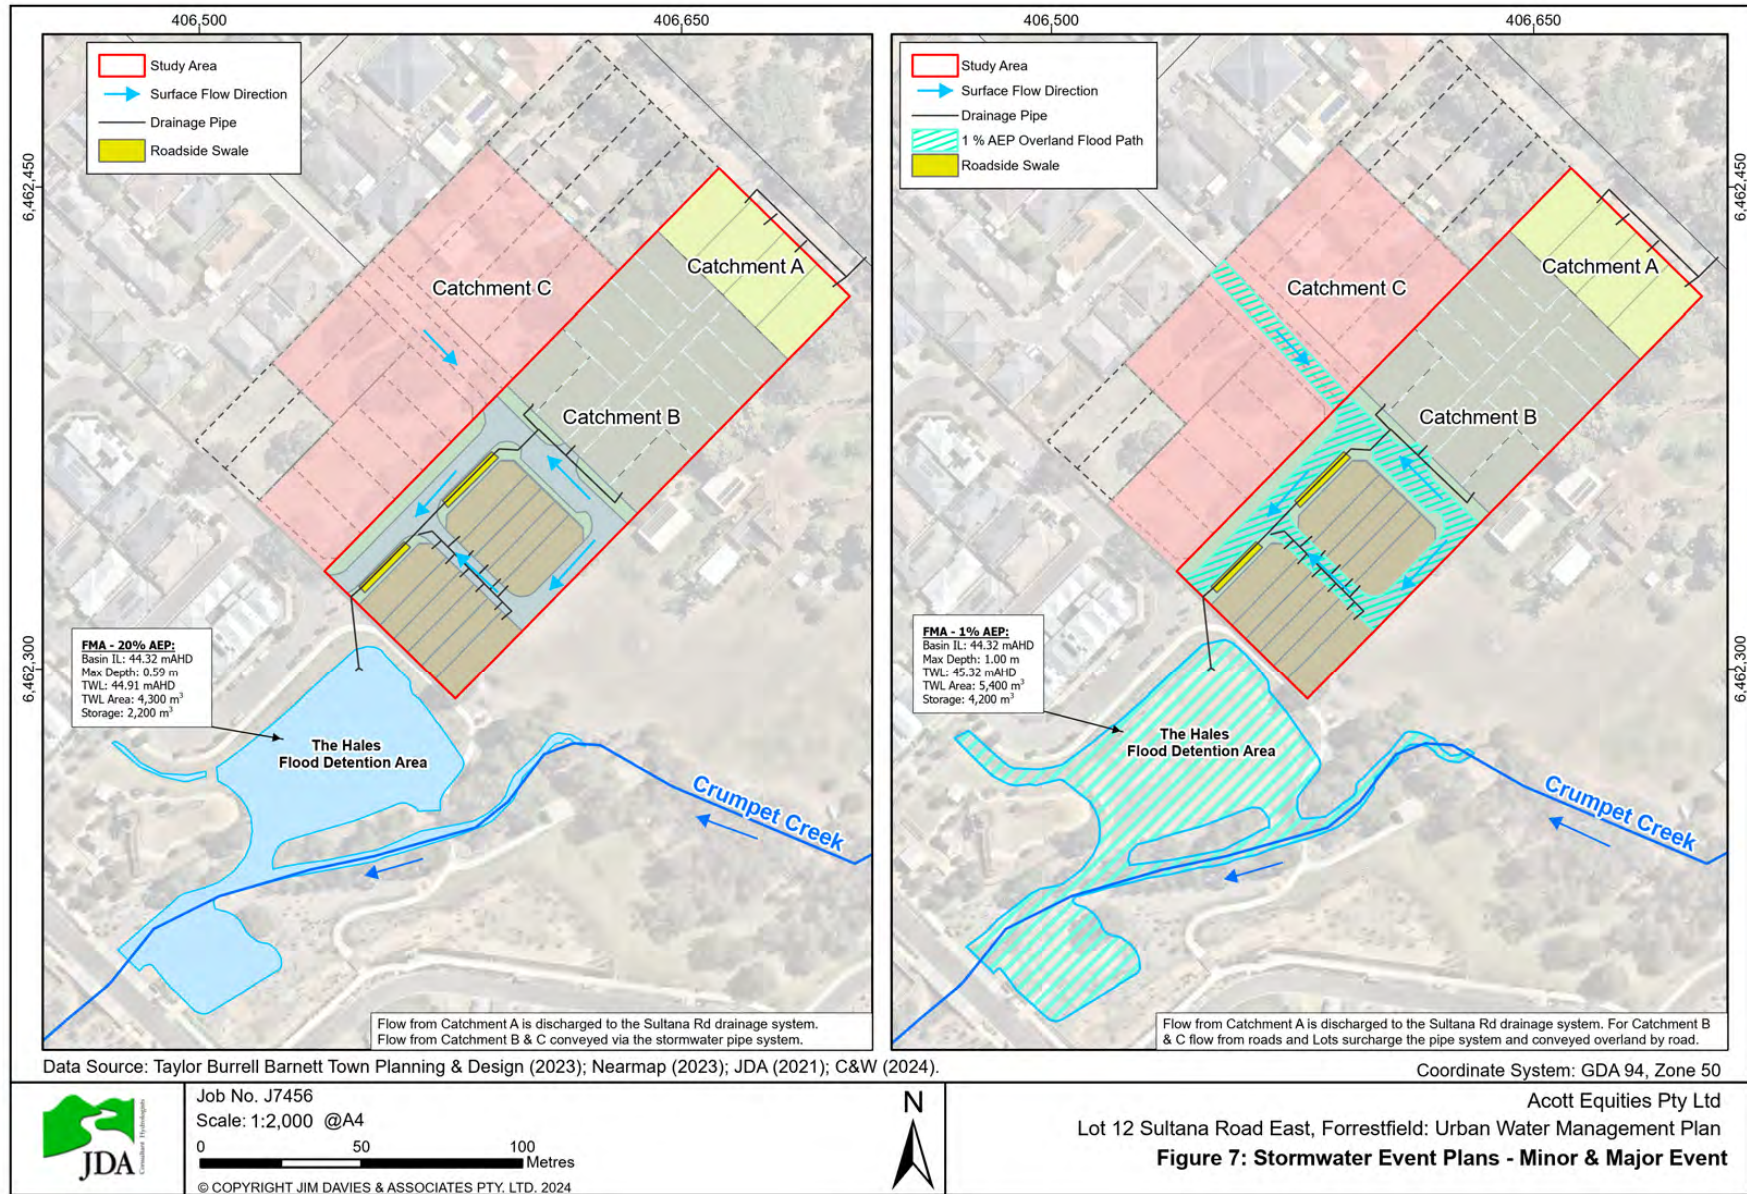 406,500
406,650
406,500
406,650
6,462,450
6,462,300
6,462,450
6,462,300
Study Area
Surface Flow Direction
Drainage Pipe
Roadside Swale
Catchment A
Catchment C
Catchment B
FMA - 20% AEP:
Basin IL: 44.32 mAHD
Max Depth: 0.59 m
TWL: 44.91 mAHD
TWL Area: 4,300 m³
Storage: 2,200 m³
The Hales
Flood Detention Area
Crumpet Creek
Flow from Catchment A is discharged to the Sultana Rd drainage system.
Flow from Catchment B & C conveyed via the stormwater pipe system.
Study Area
Surface Flow Direction
Drainage Pipe
1 % AEP Overland Flood Path
Roadside Swale
Catchment A
Catchment C
Catchment B
FMA - 1% AEP:
Basin IL: 44.32 mAHD
Max Depth: 1.00 m
TWL: 45.32 mAHD
TWL Area: 5,400 m³
Storage: 4,200 m³
The Hales
Flood Detention Area
Crumpet Creek
Flow from Catchment A is discharged to the Sultana Rd drainage system. For Catchment B
& C flow from roads and Lots surcharge the pipe system and conveyed overland by road.
Data Source: Taylor Burrell Barnett Town Planning & Design (2023); Nearmap (2023); JDA (2021); C&W (2024).
Coordinate System: GDA 94, Zone 50
JDA
Consultant Hydrologists
Job No. J7456
Scale: 1:2,000 @A4
0 50 100
Metres
© COPYRIGHT JIM DAVIES & ASSOCIATES PTY. LTD. 2024
N
Acott Equities Pty Ltd
Lot 12 Sultana Road East, Forrestfield: Urban Water Management Plan
Figure 7: Stormwater Event Plans - Minor & Major Event